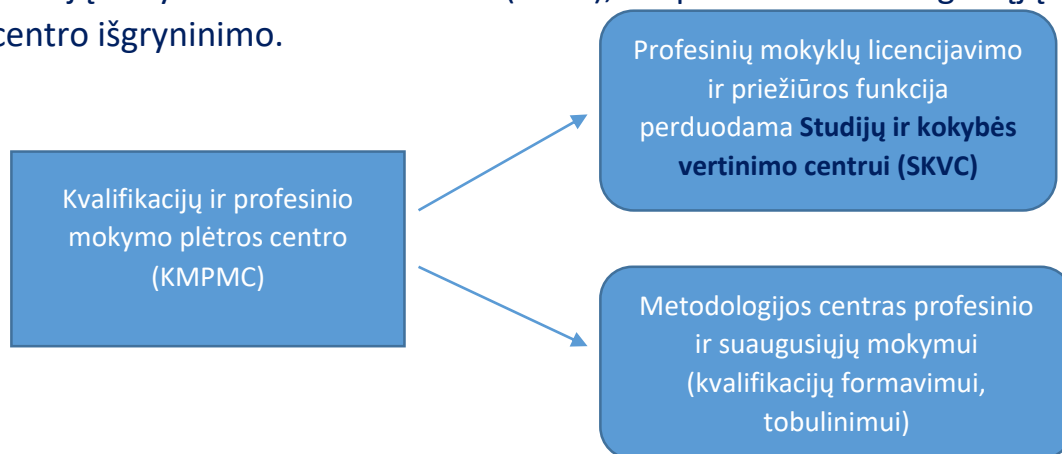 centro išgryninimo.
Profesinių mokyklų licencijavimo
ir priežiūros funkcija
perduodama Studijų ir kokybės
vertinimo centrui (SKVC)
Kvalifikacijų ir profesinio
mokymo plėtros centro
(KMPMC)
Metodologijos centras profesinio
ir suaugusiųjų mokymui
(kvalifikacijų formavimui,
tobulinimui)